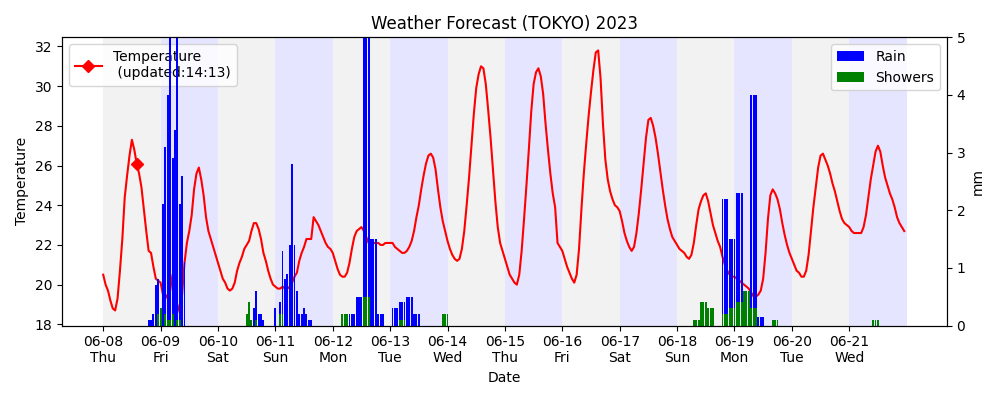 Weather Forecast (TOKYO) 2023
Temperature
(updated:14:13)
Rain
Showers
32
30
28
26
24
22
20
18
Temperature
5
4
3
2
1
0
mm
06-08 06-09 06-10 06-11 06-12 06-13 06-14 06-15 06-16 06-17 06-18 06-19 06-20 06-21
Thu Fri Sat Sun Mon Tue Wed Thu Fri Sat Sun Mon Tue Wed
Date